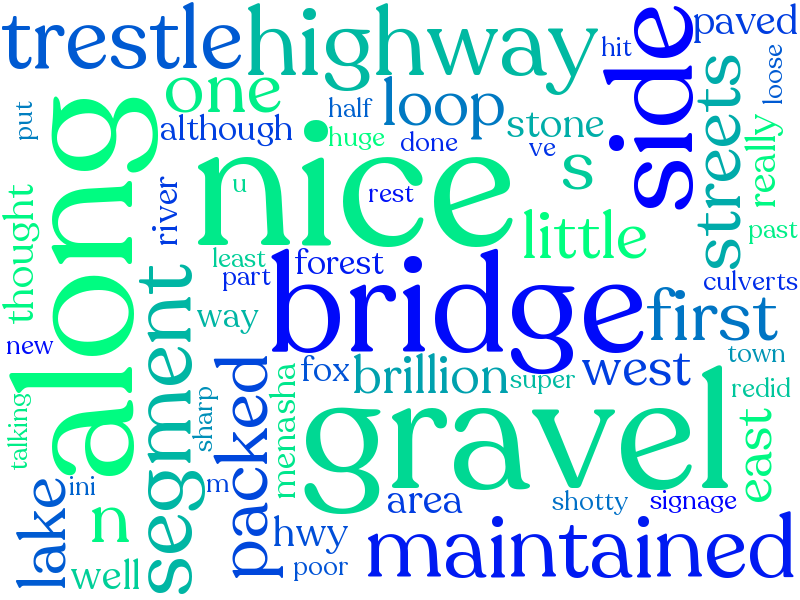 trestle
highway
side
paved
hit
loose
one
put
although
half
huge
loop
done
stone
ve
streets
really
along
nice
s
u
rest
river
thought
little
past
least
part
forest
bridge
culverts
segment
way
first
new
packed
fox
brillion
super
west
town
redid
talking
sharp
menasha
gravel
east
lake
ini
m
n
area
shotty
signage
well
hwy
poor
maintained